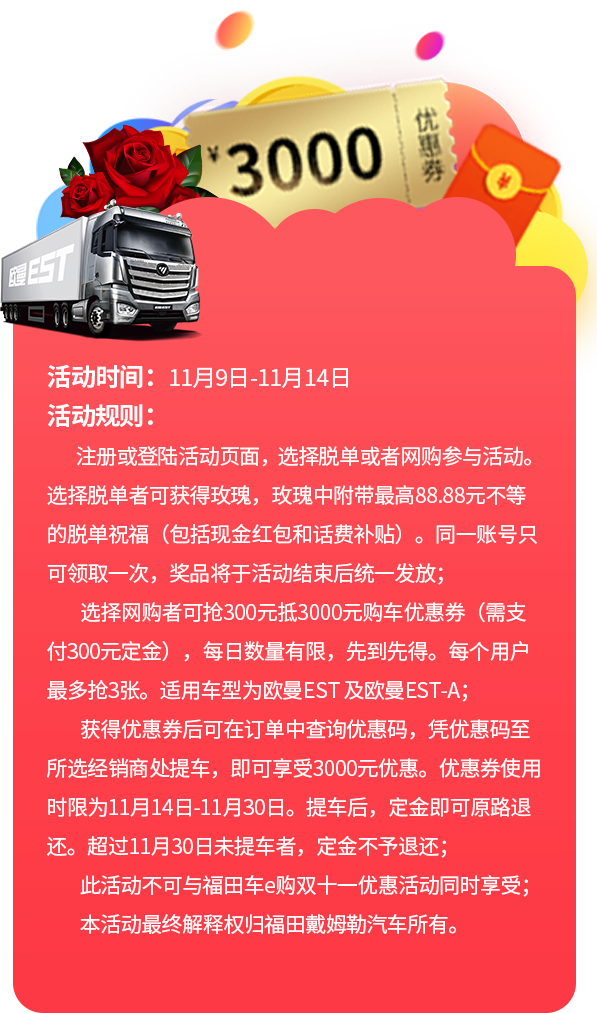 ¥3000
优惠券
¥
欧曼EST
活动时间：11月9日-11月14日
活动规则：
注册或登陆活动页面，选择脱单或者网购参与活动。
选择脱单者可获得玫瑰，玫瑰中附带最高88.88元不等
的脱单祝福（包括现金红包和话费补贴）。同一账号只
可领取一次，奖品将于活动结束后统一发放；
选择网购者可抢300元抵3000元购车优惠券（需支
付300元定金），每日数量有限，先到先得。每个用户
最多抢3张。适用车型为欧曼EST 及欧曼EST-A；
获得优惠券后可在订单中查询优惠码，凭优惠码至
所选经销商处提车，即可享受3000元优惠。优惠券使用
时限为11月14日-11月30日。提车后，定金即可原路退
还。超过11月30日未提车者，定金不予退还；
此活动不可与福田车e购双十一优惠活动同时享受；
本活动最终解释权归福田戴姆勒汽车所有。